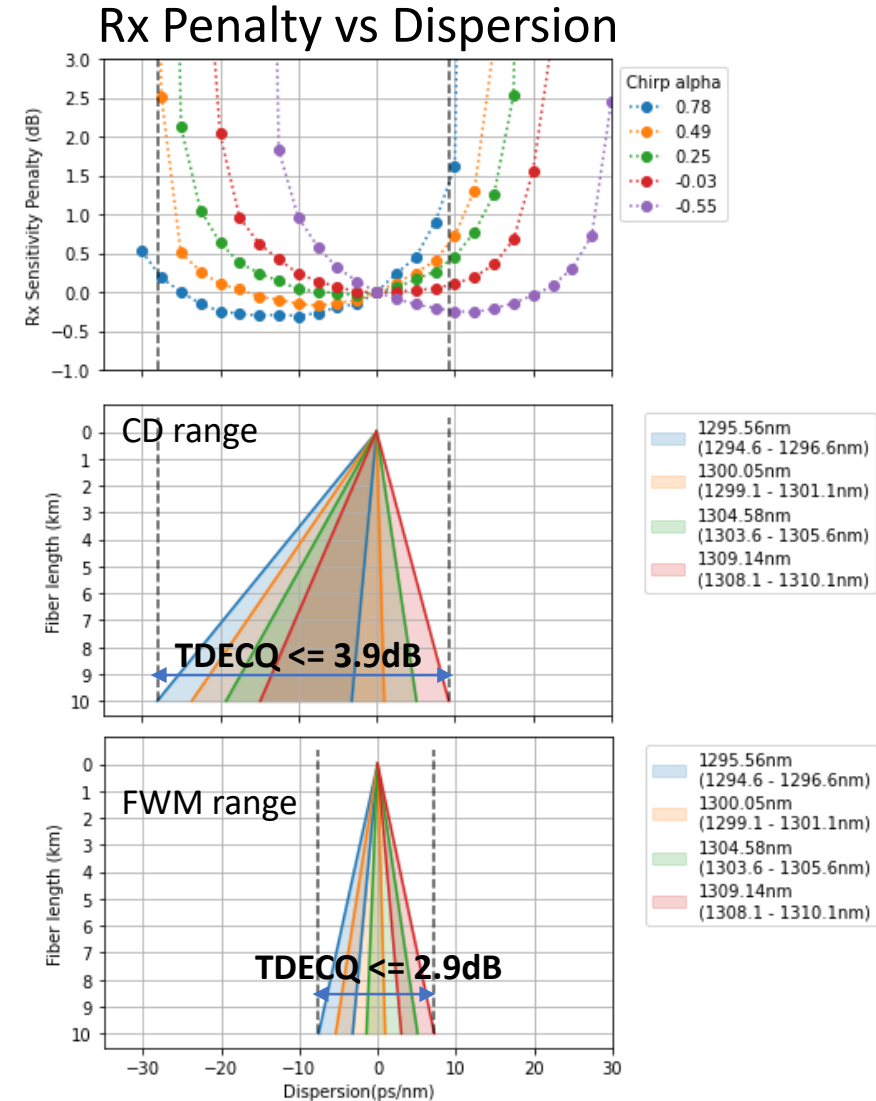 Rx Penalty vs Dispersion
3.0
2.5
2.0
1.5
1.0
0.5
0.0
−0.5
−1.0
Rx Sensitivity Penalty (dB)
Chirp alpha
0.78
0.49
0.25
-0.03
-0.55
CD range
0
1
2
3
4
5
6
7
8
9
10
Fiber length (km)
TDECQ <= 3.9dB
1295.56nm
(1294.6 - 1296.6nm)
1300.05nm
(1299.1 - 1301.1nm)
1304.58nm
(1303.6 - 1305.6nm)
1309.14nm
(1308.1 - 1310.1nm)
FWM range
0
1
2
3
4
5
6
7
8
9
10
Fiber length (km)
TDECQ <= 2.9dB
1295.56nm
(1294.6 - 1296.6nm)
1300.05nm
(1299.1 - 1301.1nm)
1304.58nm
(1303.6 - 1305.6nm)
1309.14nm
(1308.1 - 1310.1nm)
−30 −20 −10 0 10 20 30
Dispersion(ps/nm)